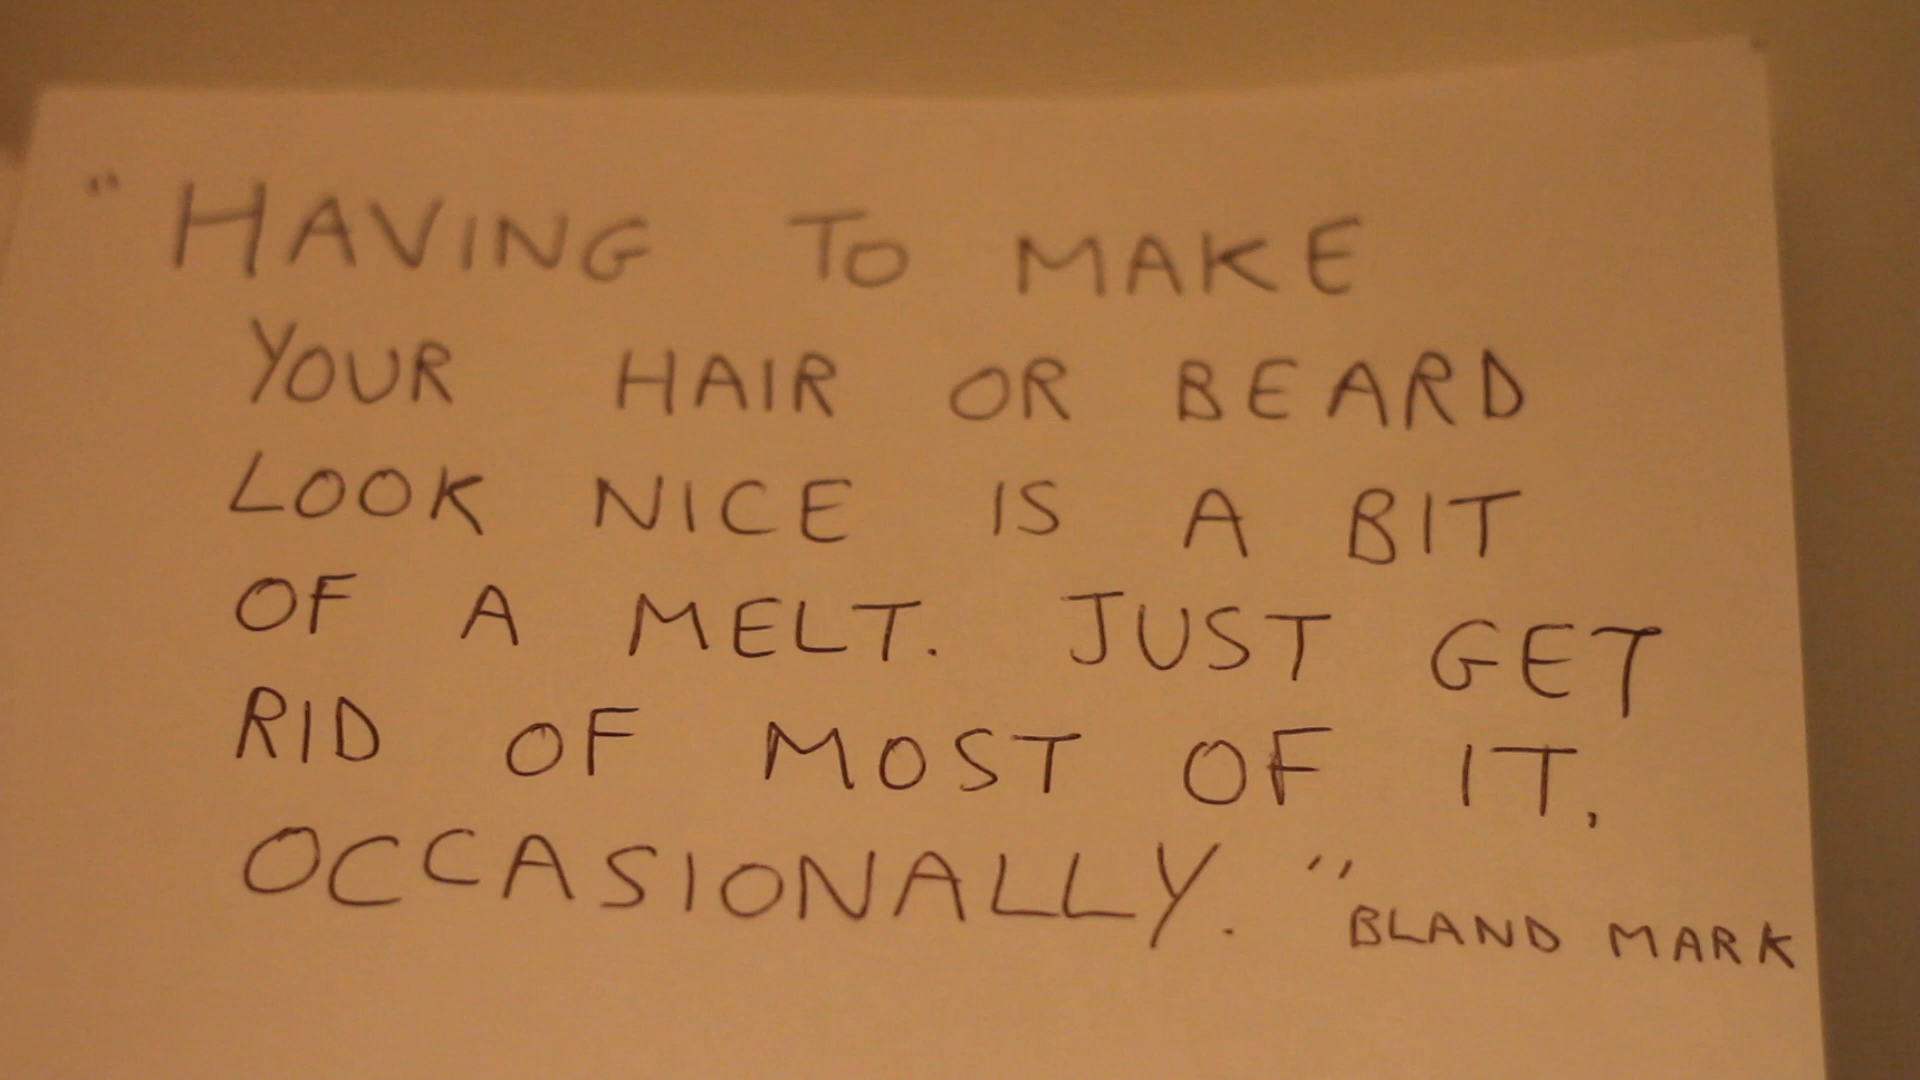 "HAVING TO MAKE
YOUR HAIR OR BEARD
LOOK NICE IS A BIT
OF A MELT. JUST GET
RID OF MOST OF IT,
OCCASIONALLY."
BLAND MARK